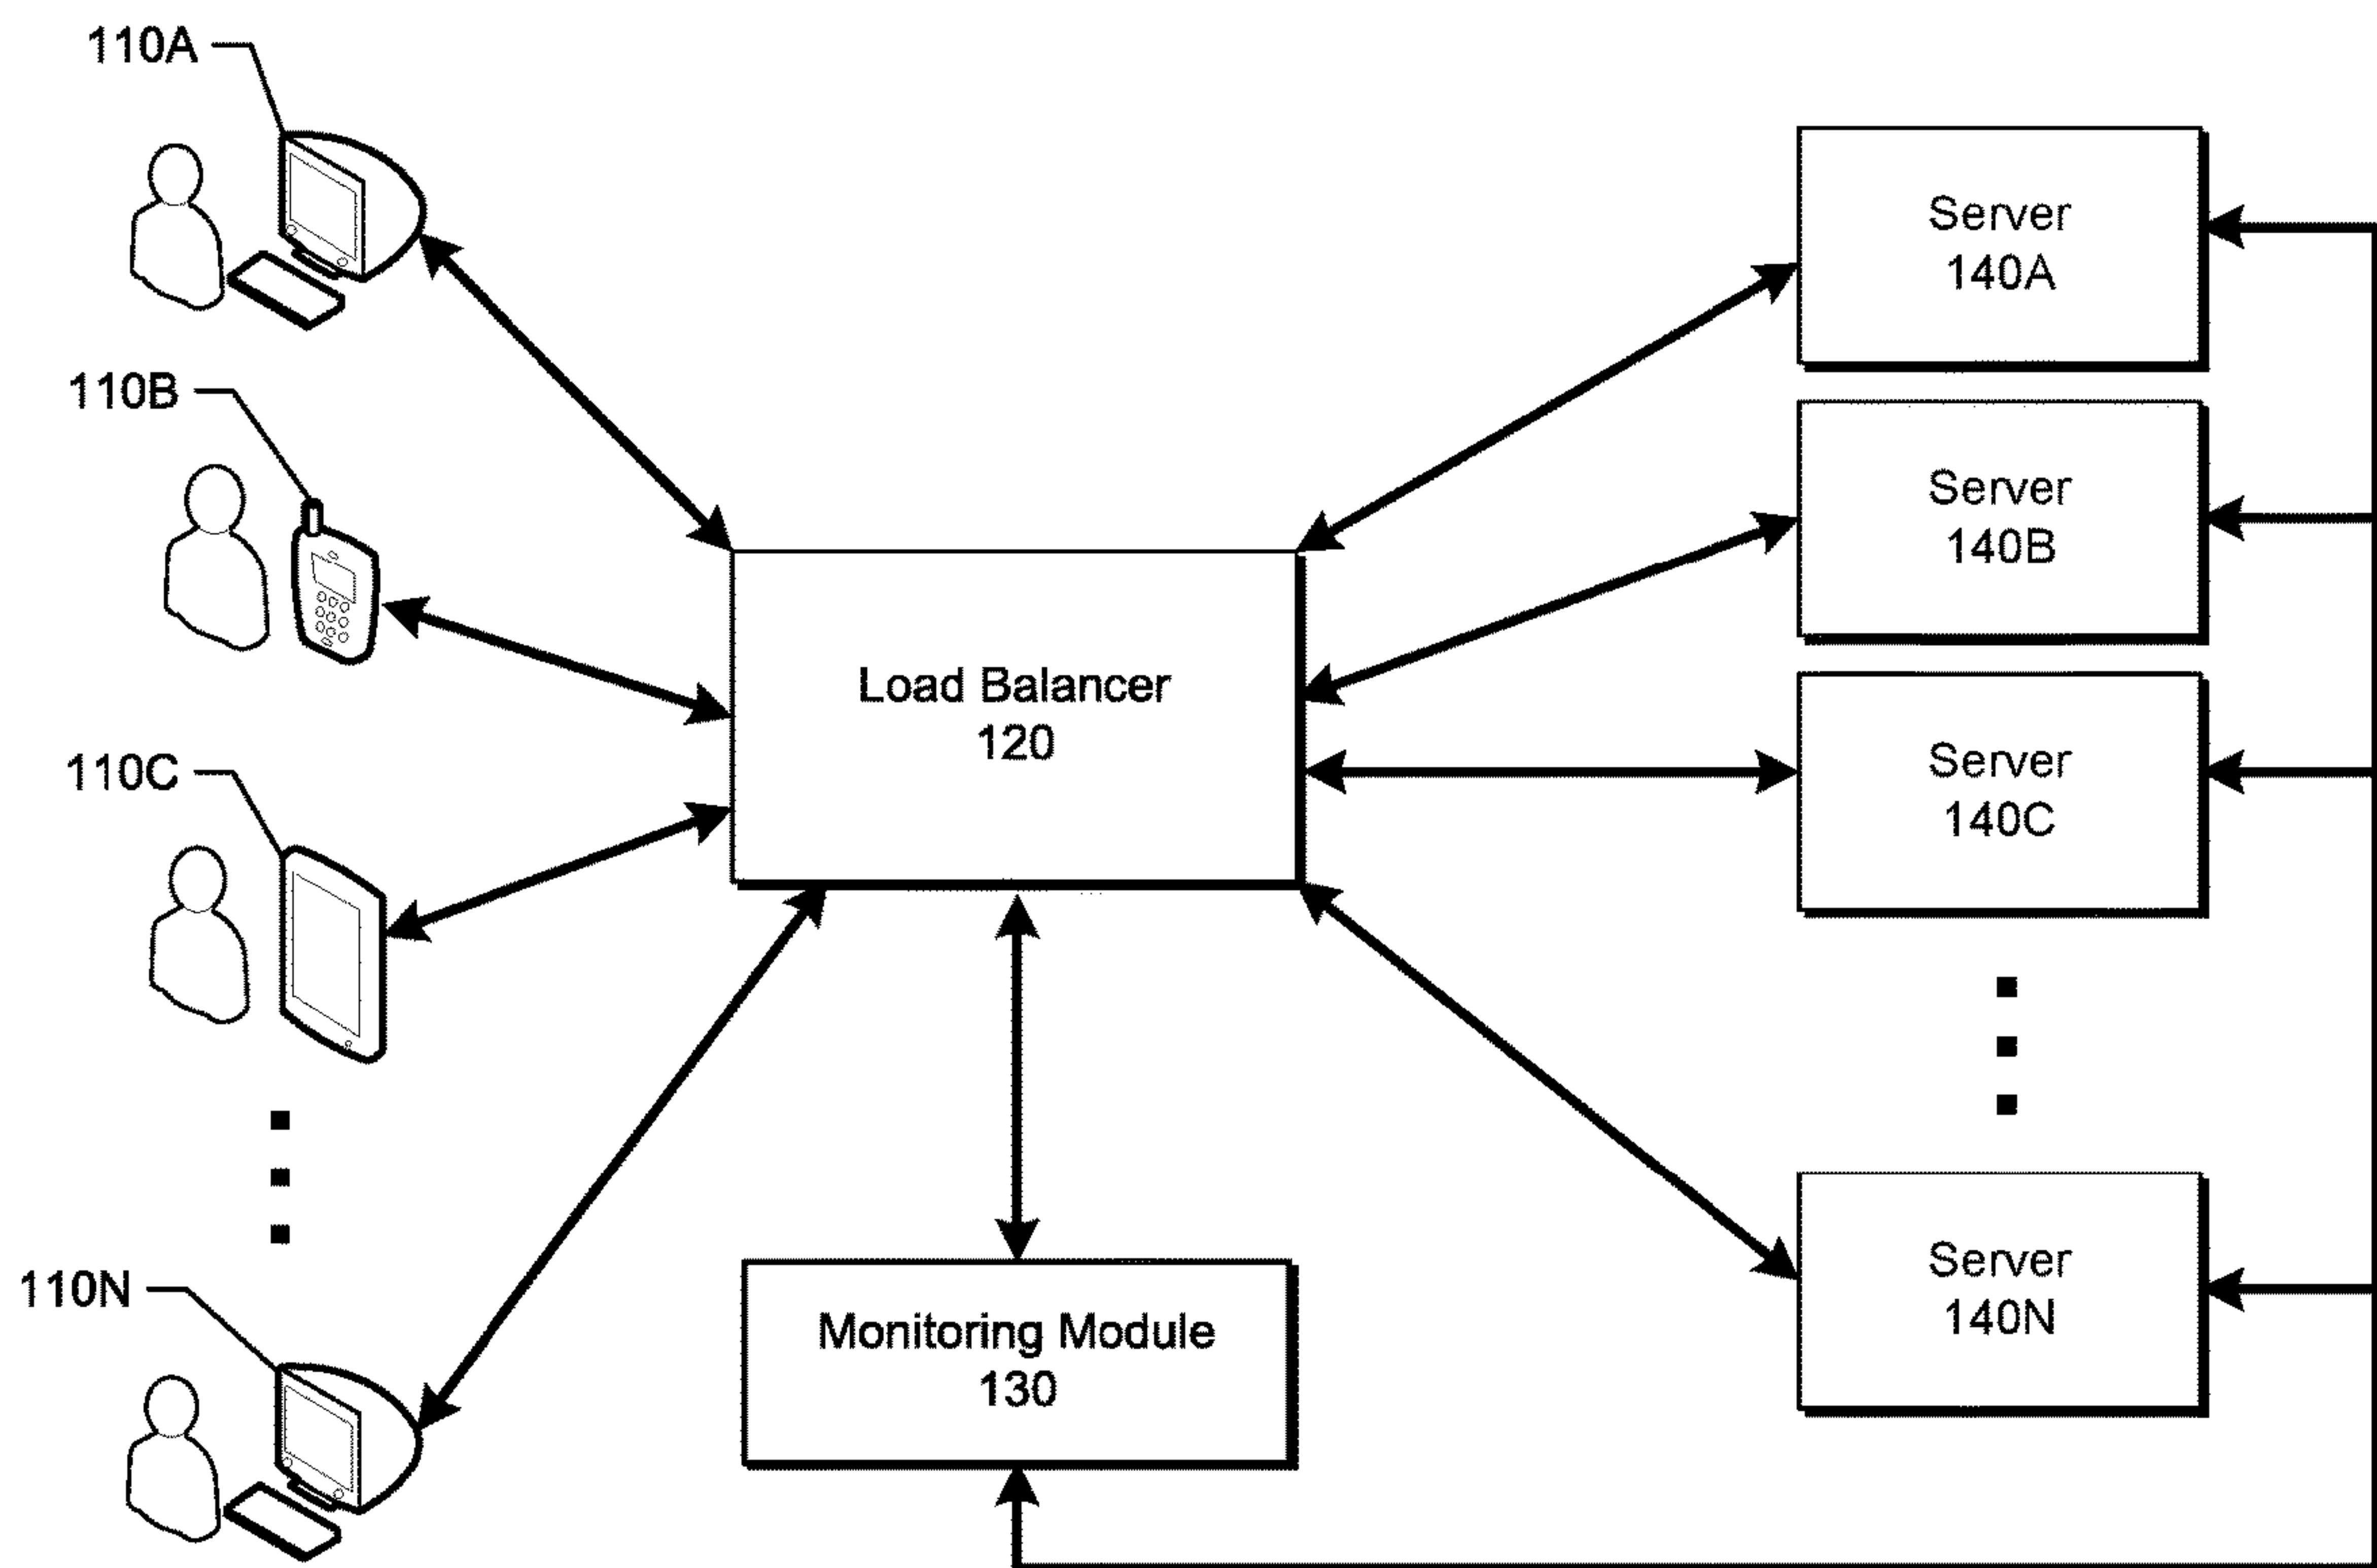 110A
110B
110C
110N
Load Balancer
120
Monitoring Module
130
Server
140A
Server
140B
Server
140C
Server
140N